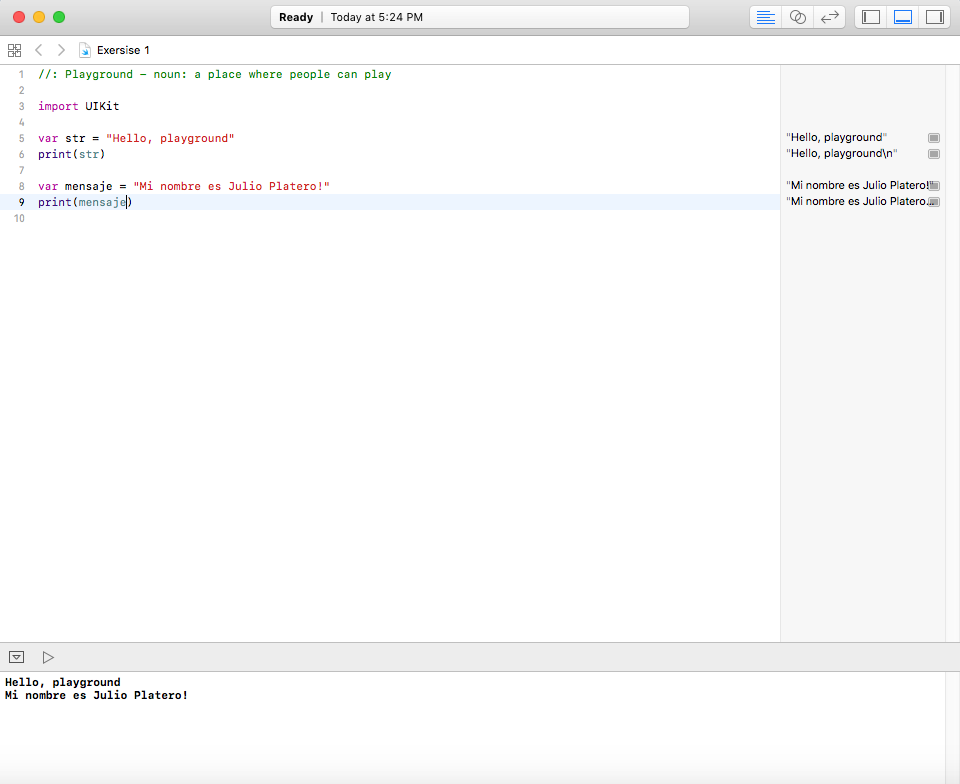 Ready | Today at 5:24 PM
Exersise 1
1 //: Playground – noun: a place where people can play
2
3 import UIKit
4
5 var str = "Hello, playground"
"Hello, playground"
6 print(str)
"Hello, playground\n"
7
8 var mensaje = "Mi nombre es Julio Platero!"
"Mi nombre es Julio Platero!"
9 print(mensaje)
"Mi nombre es Julio Platero...
10
Hello, playground
Mi nombre es Julio Platero!